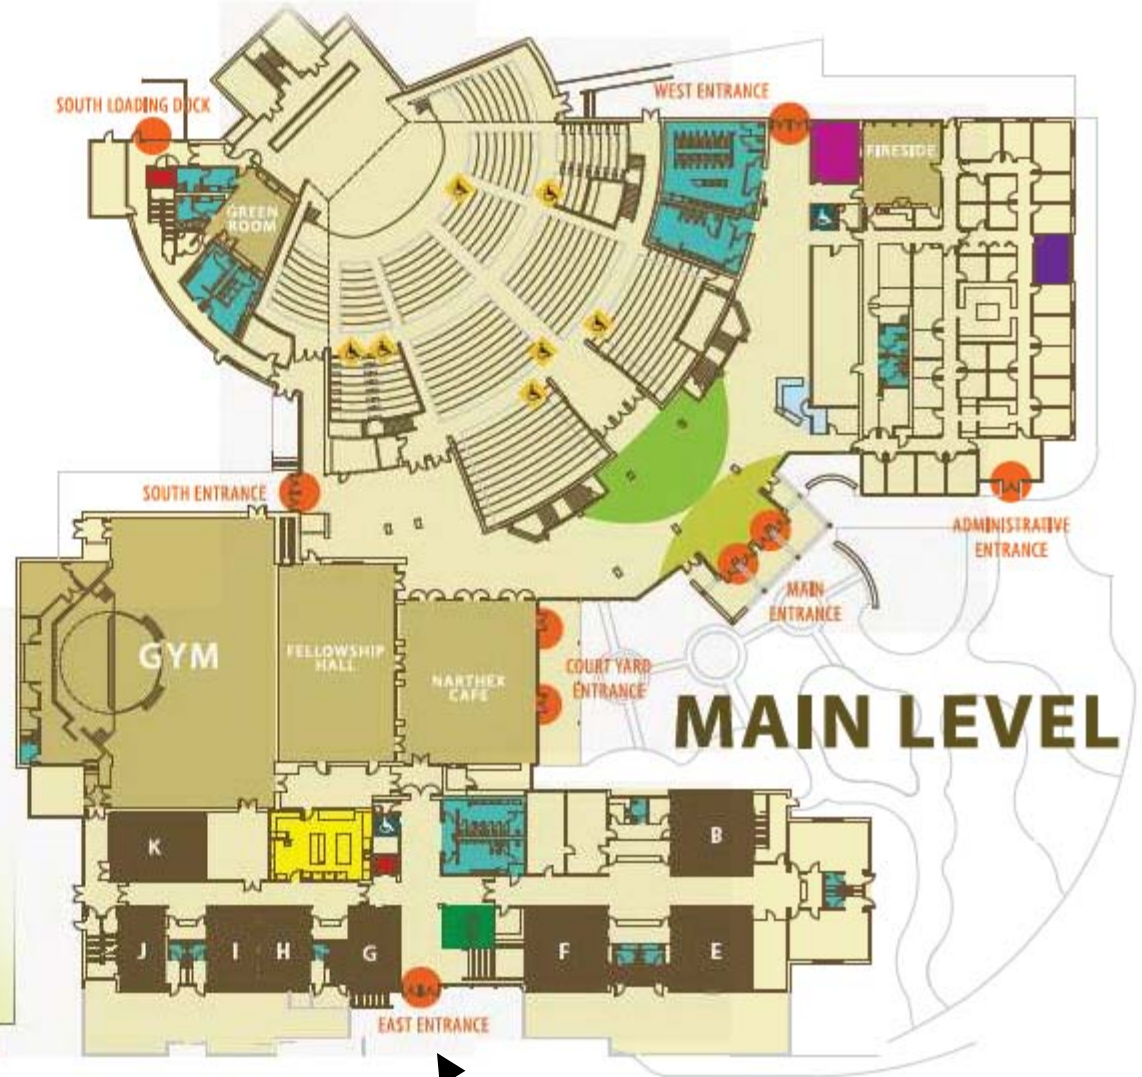 SOUTH LOADING DOCK
WEST ENTRANCE
FIRESIDE
GREEN
ROOM
SOUTH ENTRANCE
ADMINISTRATIVE
ENTRANCE
MAIN
ENTRANCE
GYM
FELLOWSHIP
HALL
NARTHEX
CAFE
COURT YARD
ENTRANCE
MAIN LEVEL
K
B
J
I
H
G
F
E
EAST ENTRANCE